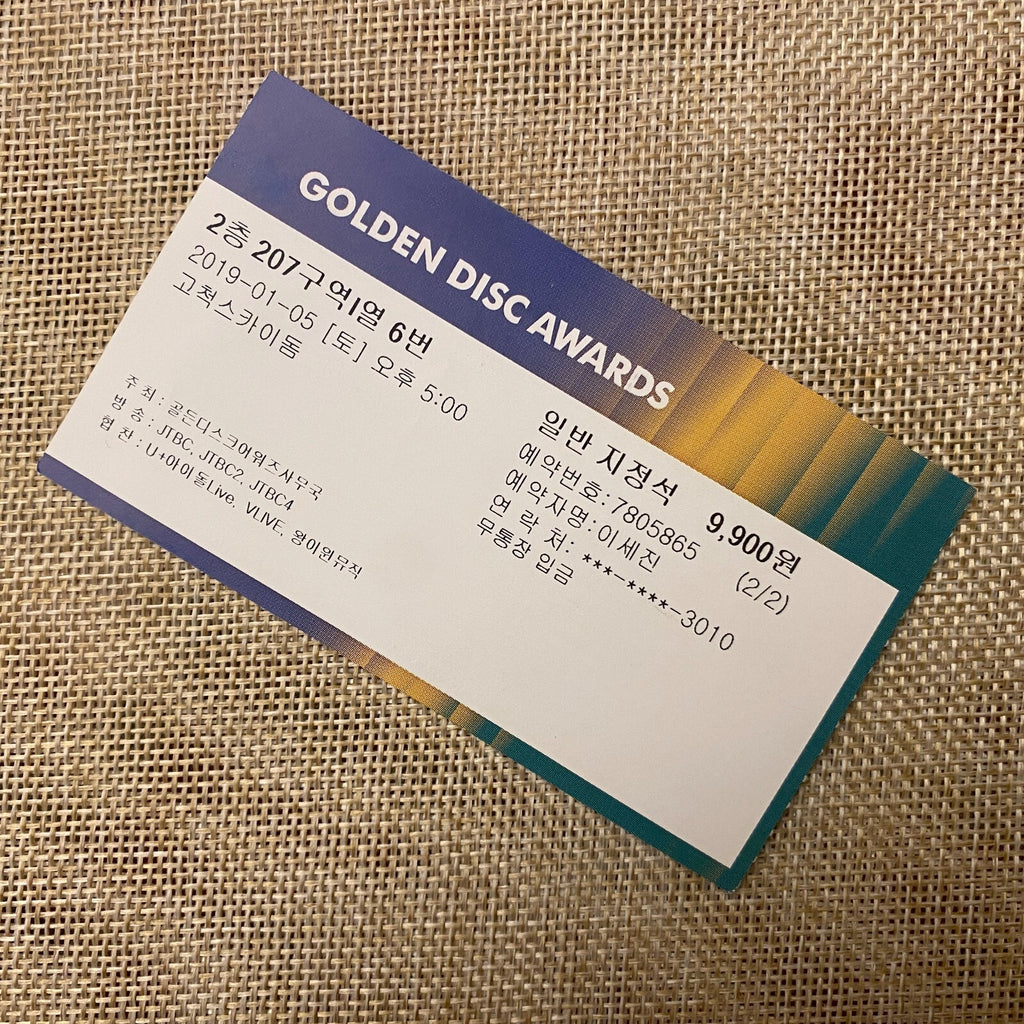 GOLDEN DISC AWARDS
2층 207구역I열 6번
2019-01-05 [토] 오후 5:00
고척스카이돔
주 최 : 골든디스크어워즈사무국
방 송 : JTBC, JTBC2, JTBC4
협 찬 : U+아이돌Live, VLIVE, 왕이윈뮤직
일반 지정석 9,900원
예약번호:7805865 (2/2)
예약자명:이세진
연 락 처: ***-****-3010
무통장 입금